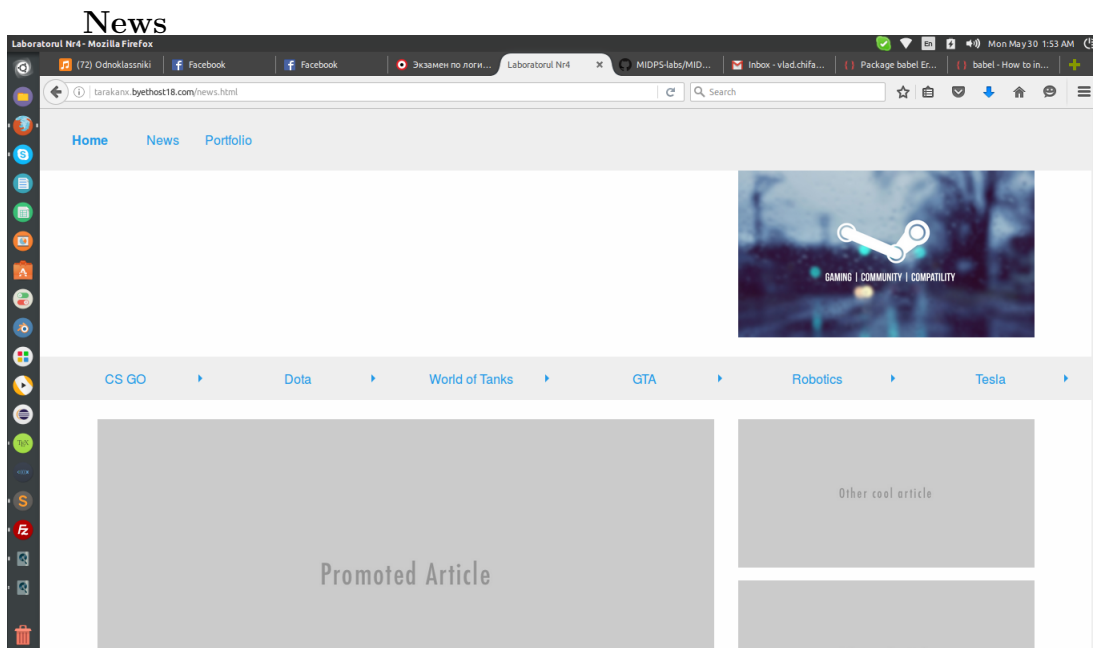 News
Laboratorul Nr4 - Mozilla Firefox En Mon May 30 1:53 AM
(72) Odnoklassniki Facebook Facebook Экзамен по логи... Laboratorul Nr4 MIDPS-labs/MID... Inbox - vlad.chifa... Package babel Er... babel - How to in...
tarakanx.byethost18.com/news.html Search
Home News Portfolio
GAMING | COMMUNITY | COMPATILITY
CS GO Dota World of Tanks GTA Robotics Tesla
Other cool article
Promoted Article